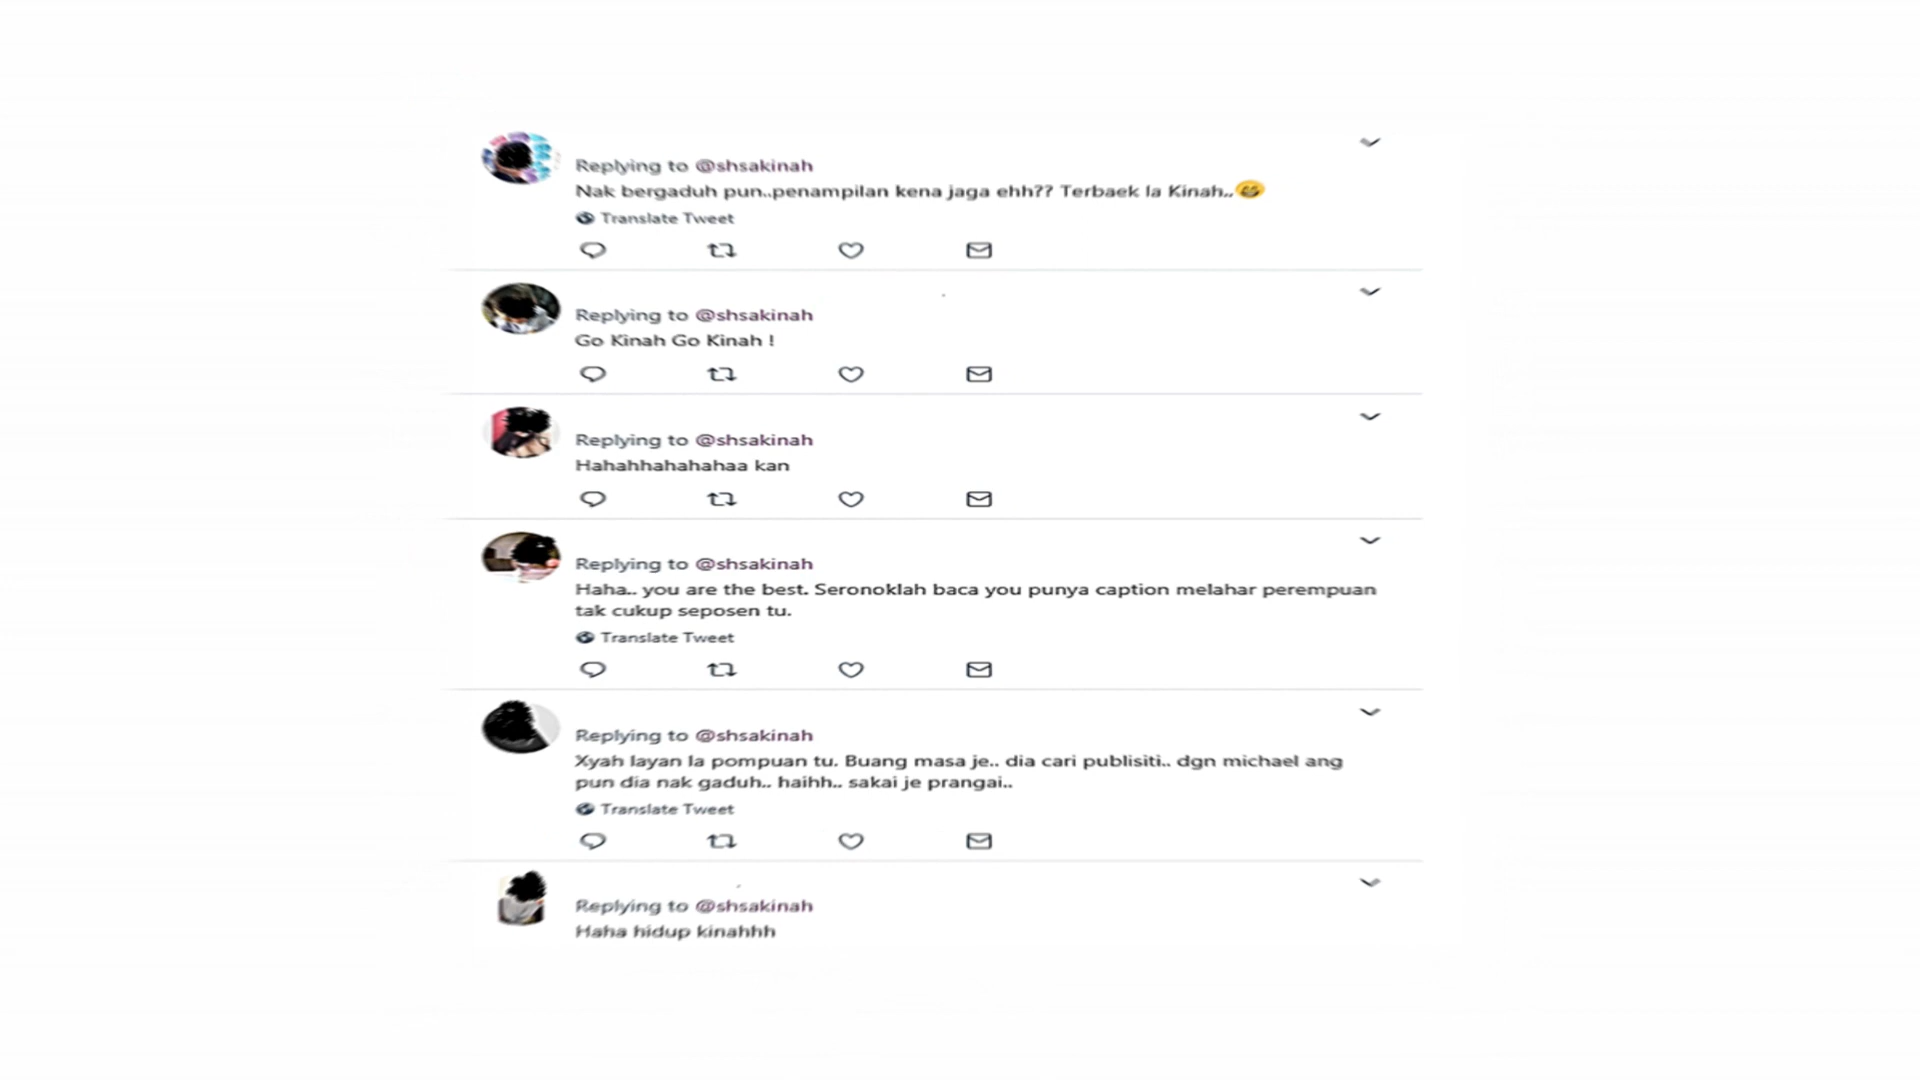 Replying to @shsakinah
Nak bergaduh pun..penampilan kena jaga ehh?? Terbaek la Kinah..😂
Translate Tweet
Replying to @shsakinah
Go Kinah Go Kinah !
Replying to @shsakinah
Hahahhahahahaa kan
Replying to @shsakinah
Haha.. you are the best. Seronoklah baca you punya caption melahar perempuan
tak cukup seposen tu.
Translate Tweet
Replying to @shsakinah
Xyah layan la pompuan tu. Buang masa je.. dia cari publisiti.. dgn michael ang
pun dia nak gaduh.. haihh.. sakai je prangai..
Translate Tweet
Replying to @shsakinah
Haha hidup kinahhh